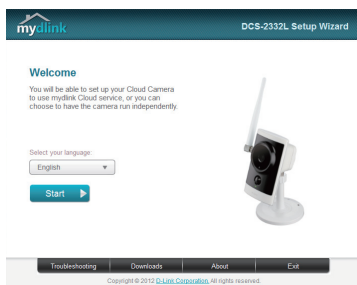 mydlink
DCS-2332L Setup Wizard
Welcome
You will be able to set up your Cloud Camera
to use mydlink Cloud service, or you can
choose to have the camera run independently.
Select your language:
English
Start
Troubleshooting Downloads About Exit
Copyright © 2012 D-Link Corporation, All rights reserved.